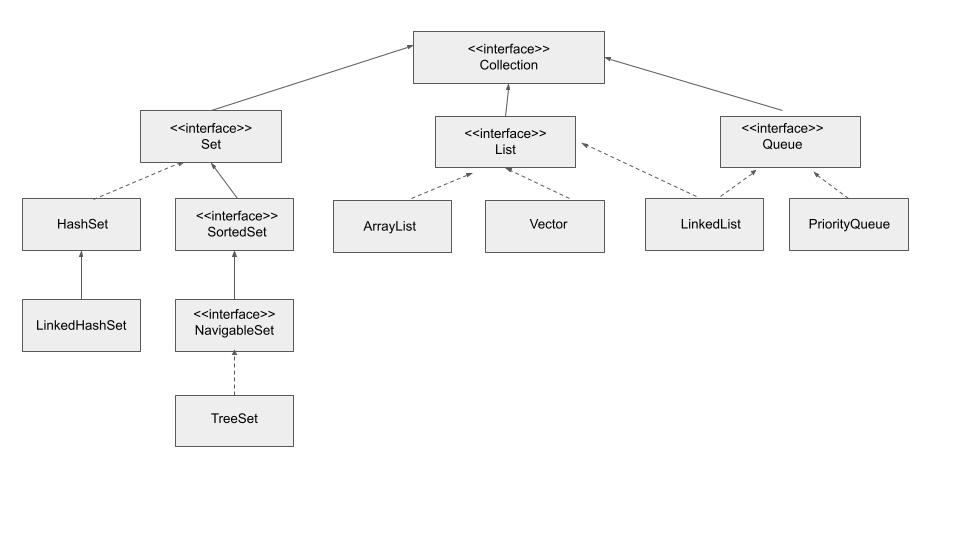 <<interface>>
Collection
<<interface>>
Set
<<interface>>
List
<<interface>>
Queue
HashSet
<<interface>>
SortedSet
ArrayList
Vector
LinkedList
PriorityQueue
LinkedHashSet
<<interface>>
NavigableSet
TreeSet